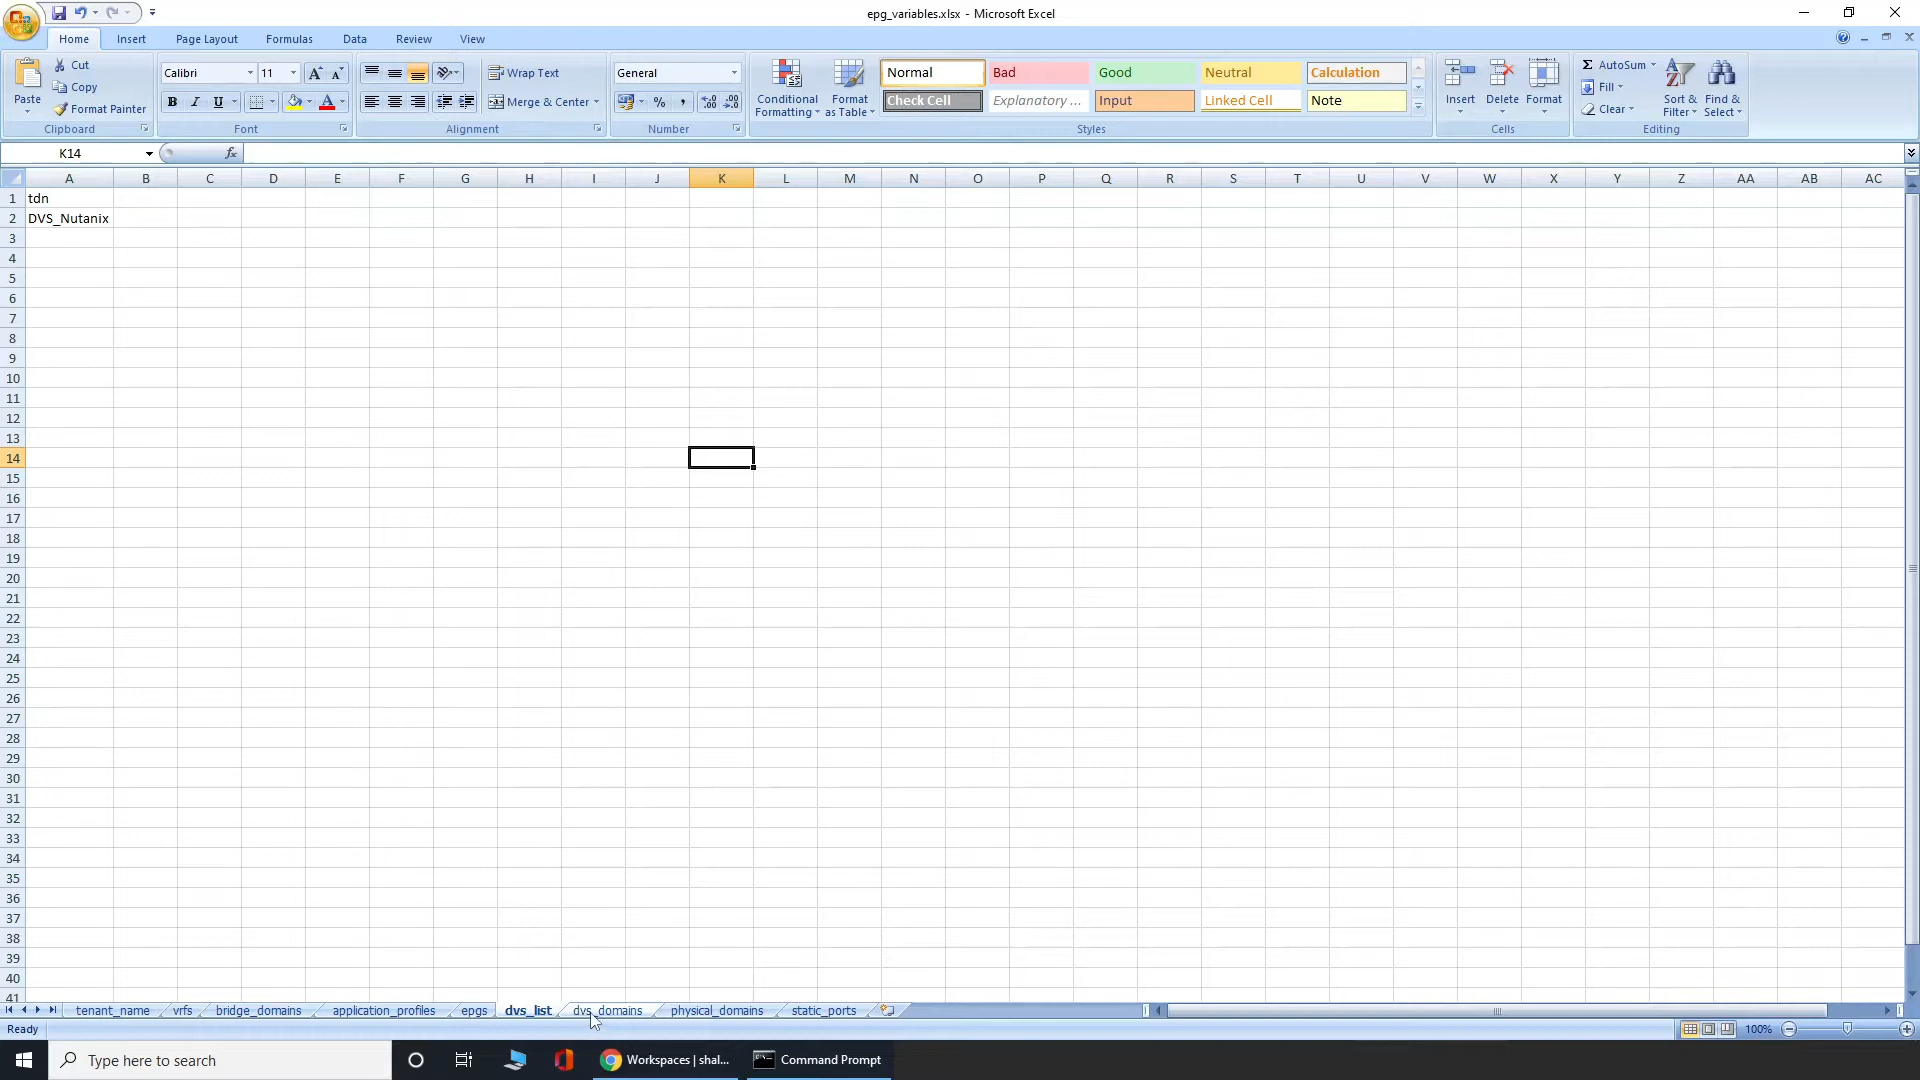 epg_variables.xlsx - Microsoft Excel
Home Insert Page Layout Formulas Data Review View
Paste
Cut
Copy
Format Painter
Clipboard
Calibri 11
B I U
Font
Wrap Text
Merge & Center
Alignment
General
% ,
Number
Conditional Formatting
Format as Table
Normal Bad Good Neutral Calculation
Check Cell Explanatory ... Input Linked Cell Note
Styles
Insert Delete Format
Cells
Σ AutoSum
Fill
Clear
Sort & Filter
Find & Select
Editing
K14 fx
A B C D E F G H I J K L M N O P Q R S T U V W X Y Z AA AB AC
1 tdn
2 DVS_Nutanix
3
4
5
6
7
8
9
10
11
12
13
14
15
16
17
18
19
20
21
22
23
24
25
26
27
28
29
30
31
32
33
34
35
36
37
38
39
40
41
tenant_name vrfs bridge_domains application_profiles epgs dvs_list dvs_domains physical_domains static_ports
Ready 100%
Type here to search Workspaces | shal... Command Prompt